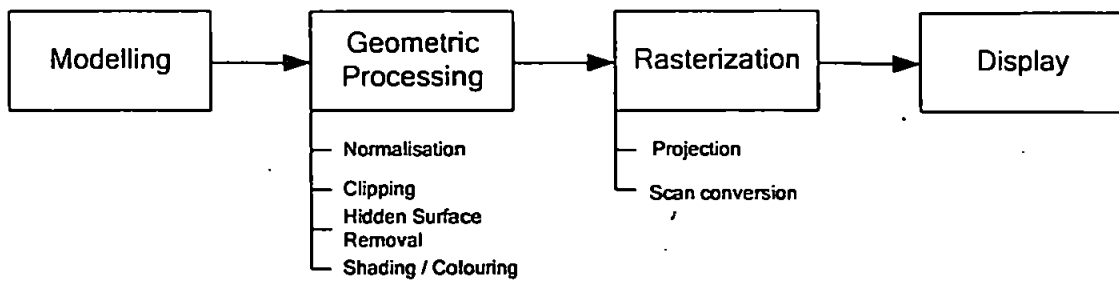 Modelling
Geometric
Processing
Rasterization
Display
Normalisation
Clipping
Hidden Surface
Removal
Shading / Colouring
Projection
Scan conversion